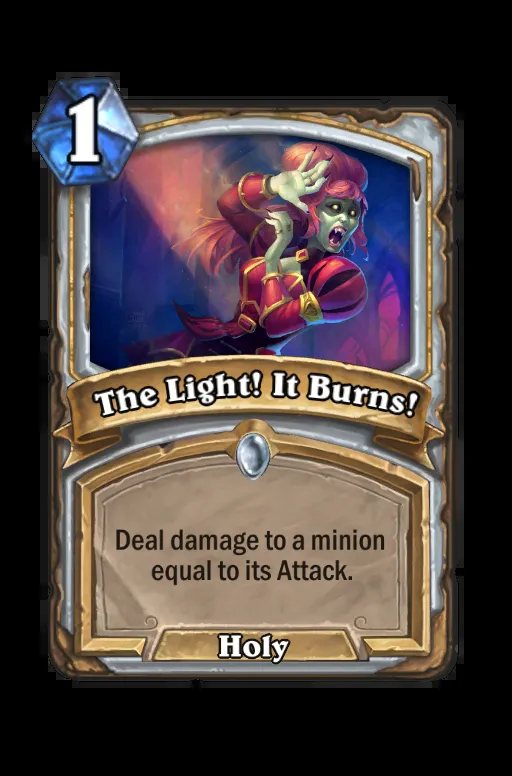 1
The Light! It Burns!
Deal damage to a minion
equal to its Attack.
Holy